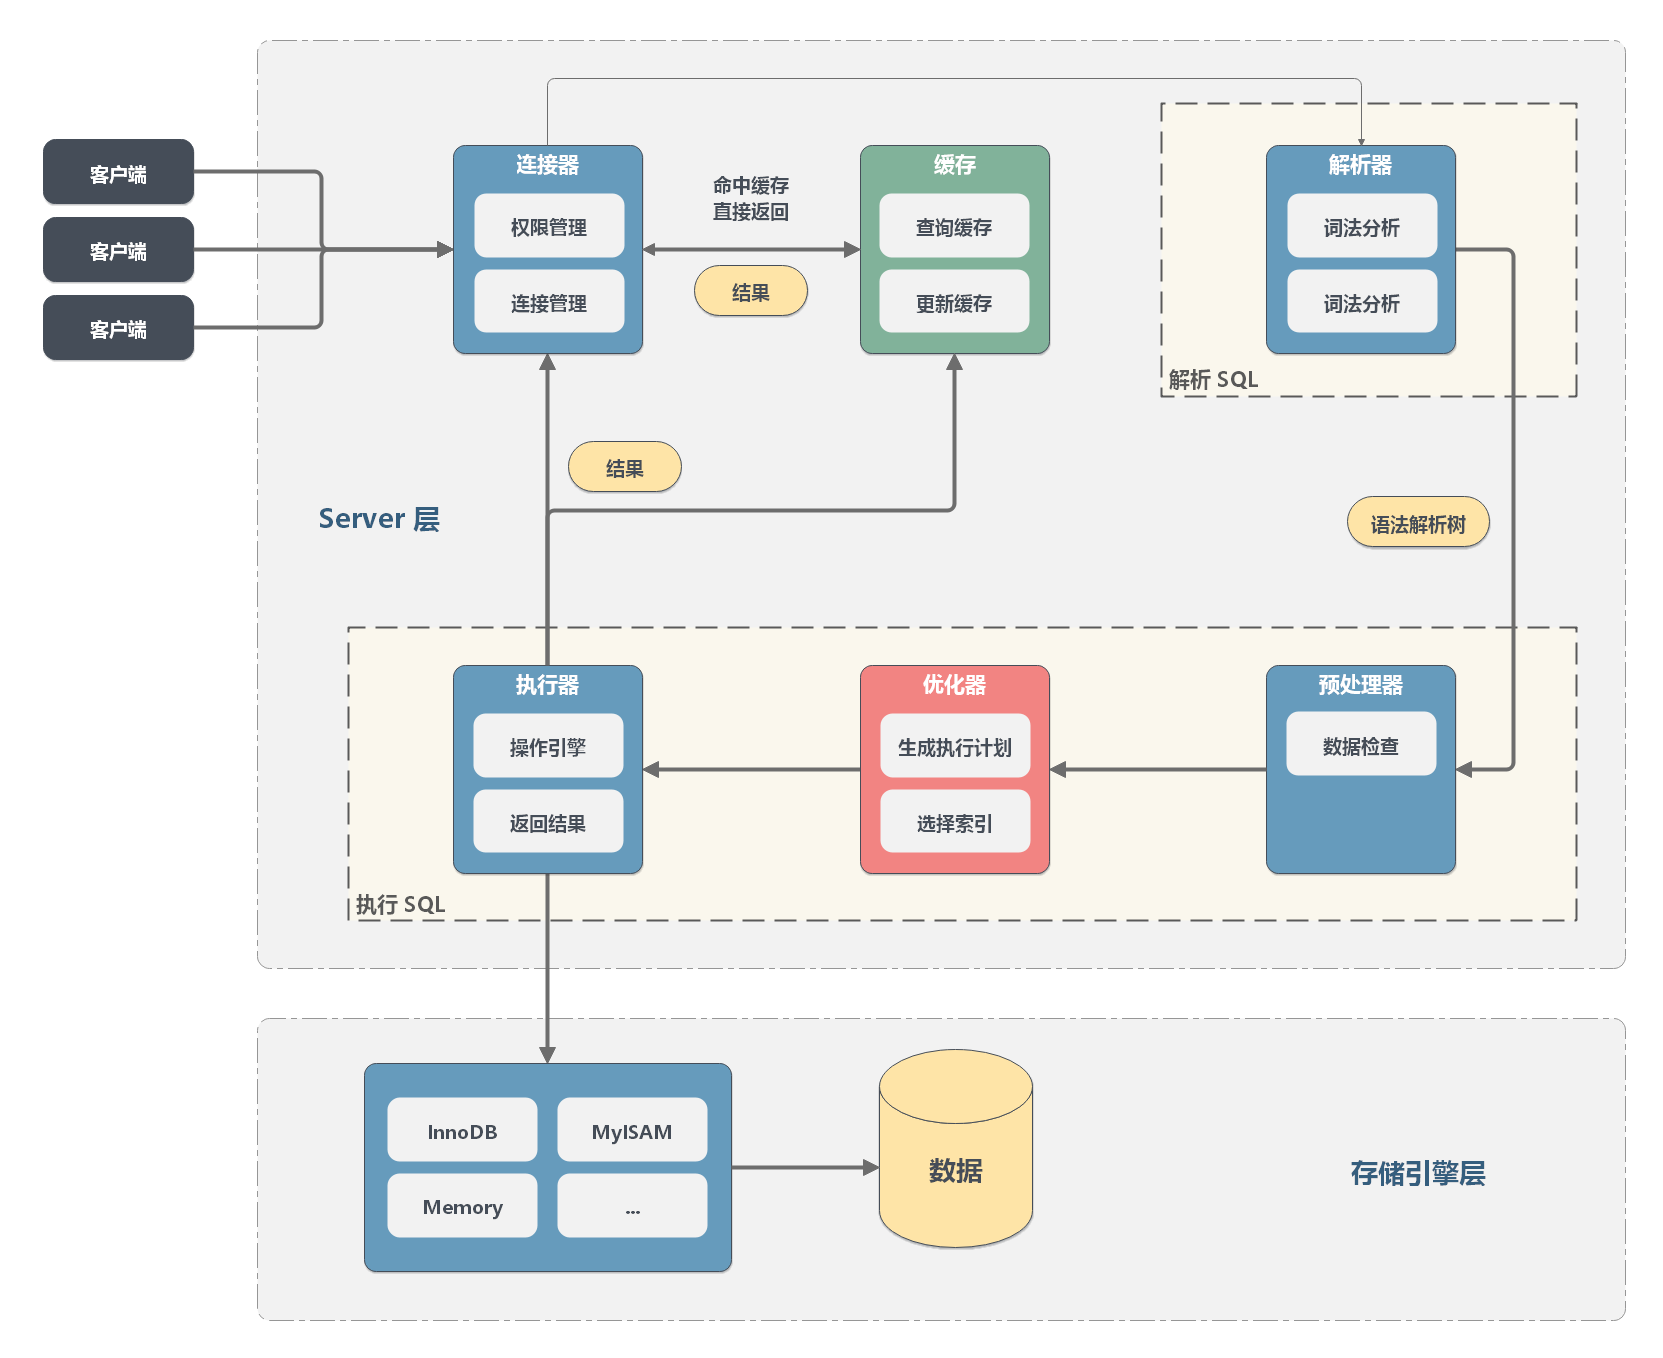 客户端
客户端
客户端
连接器
权限管理
连接管理
命中缓存
直接返回
结果
缓存
查询缓存
更新缓存
解析器
词法分析
词法分析
解析 SQL
结果
Server 层
语法解析树
执行器
操作引擎
返回结果
优化器
生成执行计划
选择索引
预处理器
数据检查
执行 SQL
InnoDB
MyISAM
Memory
...
数据
存储引擎层